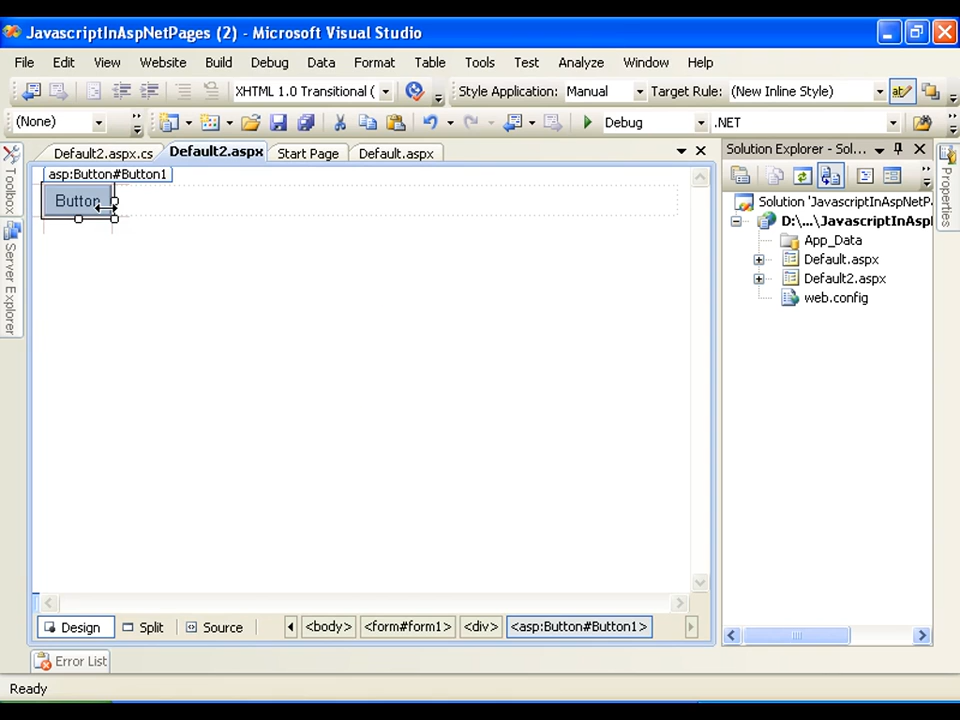 JavascriptInAspNetPages (2) - Microsoft Visual Studio
File Edit View Website Build Debug Data Format Table Tools Test Analyze Window Help
XHTML 1.0 Transitional ( Style Application: Manual Target Rule: (New Inline Style)
(None) Debug .NET
Default2.aspx.cs Default2.aspx Start Page Default.aspx
Solution Explorer - Sol...
Toolbox
Server Explorer
Properties
asp:Button#Button1
Button
Solution 'JavascriptInAspNetP
D:\...\JavascriptInAspl
App_Data
Default.aspx
Default2.aspx
web.config
Design Split Source <body> <form#form1> <div> <asp:Button#Button1>
Error List
Ready